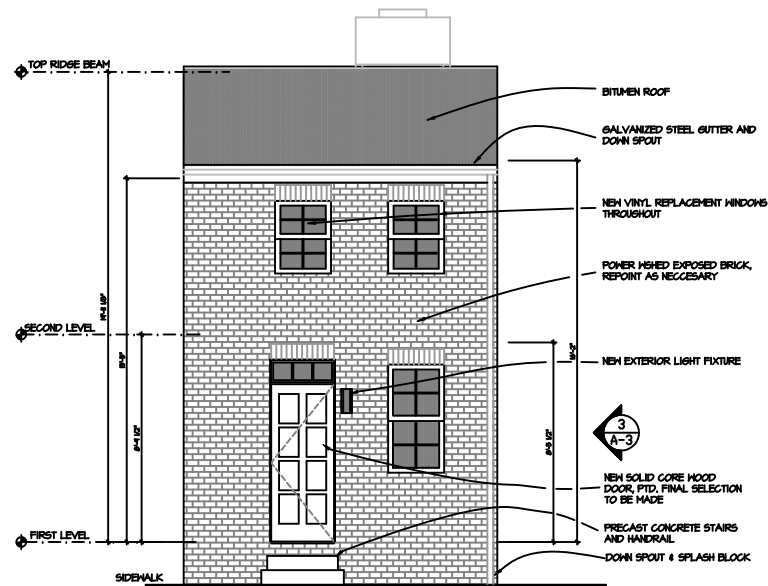 TOP RIDGE BEAM
BITUMEN ROOF
GALVANIZED STEEL GUTTER AND
DOWN SPOUT
NEW VINYL REPLACEMENT WINDOWS
THROUGHOUT
POWER WSHED EXPOSED BRICK,
REPOINT AS NECCESARY
SECOND LEVEL
NEW EXTERIOR LIGHT FIXTURE
3
A-3
NEW SOLID CORE WOOD
DOOR, PTD. FINAL SELECTION
TO BE MADE
FIRST LEVEL
PRECAST CONCRETE STAIRS
AND HANDRAIL
DOWN SPOUT & SPLASH BLOCK
SIDEWALK